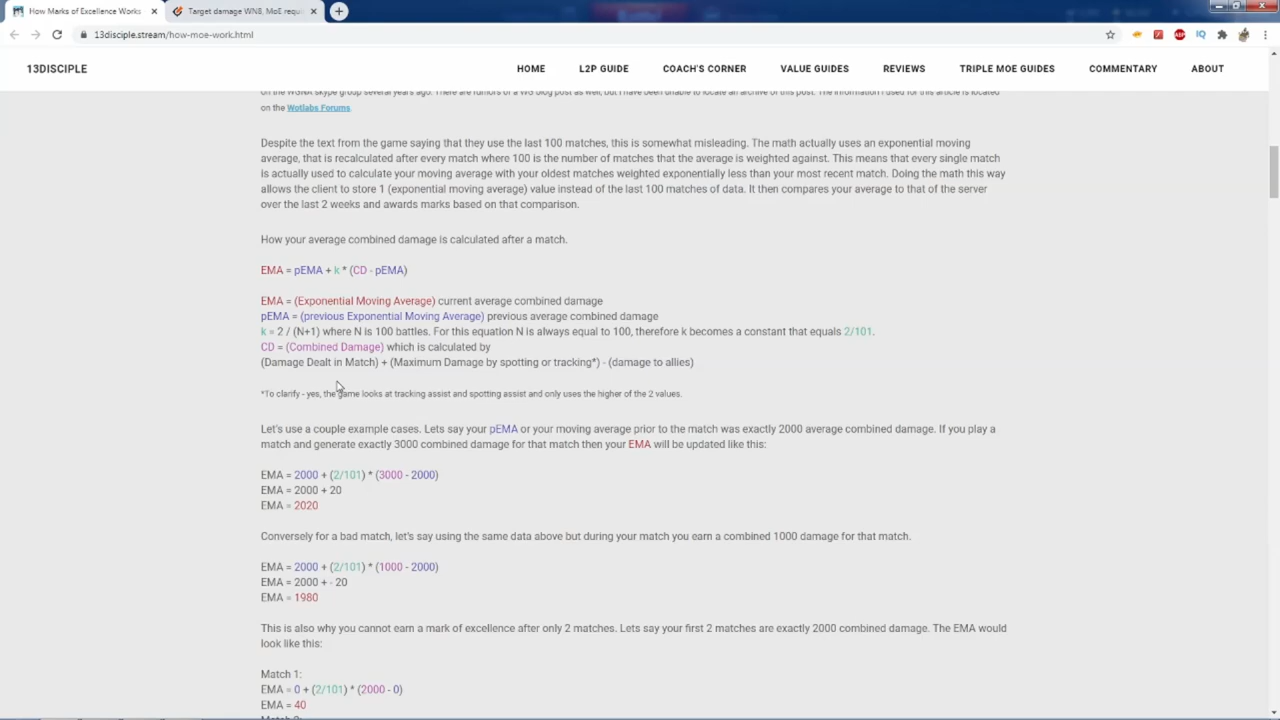 How Marks of Excellence Works
Target damage WN8, MoE requi
13disciple.stream/how-moe-work.html
13DISCIPLE
HOME
L2P GUIDE
COACH'S CORNER
VALUE GUIDES
REVIEWS
TRIPLE MOE GUIDES
COMMENTARY
ABOUT
on the WGNA skype group several years ago. There are rumors of a WG blog post as well, but I have been unable to locate an archive of this post. The information I used for this article is located
on the Wotlabs Forums.
Despite the text from the game saying that they use the last 100 matches, this is somewhat misleading. The math actually uses an exponential moving
average, that is recalculated after every match where 100 is the number of matches that the average is weighted against. This means that every single match
is actually used to calculate your moving average with your oldest matches weighted exponentially less than your most recent match. Doing the math this way
allows the client to store 1 (exponential moving average) value instead of the last 100 matches of data. It then compares your average to that of the server
over the last 2 weeks and awards marks based on that comparison.
How your average combined damage is calculated after a match.
EMA = pEMA + k * (CD - pEMA)
EMA = (Exponential Moving Average) current average combined damage
pEMA = (previous Exponential Moving Average) previous average combined damage
k = 2 / (N+1) where N is 100 battles. For this equation N is always equal to 100, therefore k becomes a constant that equals 2/101.
CD = (Combined Damage) which is calculated by
(Damage Dealt in Match) + (Maximum Damage by spotting or tracking*) - (damage to allies)
*To clarify - yes, the game looks at tracking assist and spotting assist and only uses the higher of the 2 values.
Let's use a couple example cases. Lets say your pEMA or your moving average prior to the match was exactly 2000 average combined damage. If you play a
match and generate exactly 3000 combined damage for that match then your EMA will be updated like this:
EMA = 2000 + (2/101) * (3000 - 2000)
EMA = 2000 + 20
EMA = 2020
Conversely for a bad match, let's say using the same data above but during your match you earn a combined 1000 damage for that match.
EMA = 2000 + (2/101) * (1000 - 2000)
EMA = 2000 + - 20
EMA = 1980
This is also why you cannot earn a mark of excellence after only 2 matches. Lets say your first 2 matches are exactly 2000 combined damage. The EMA would
look like this:
Match 1:
EMA = 0 + (2/101) * (2000 - 0)
EMA = 40